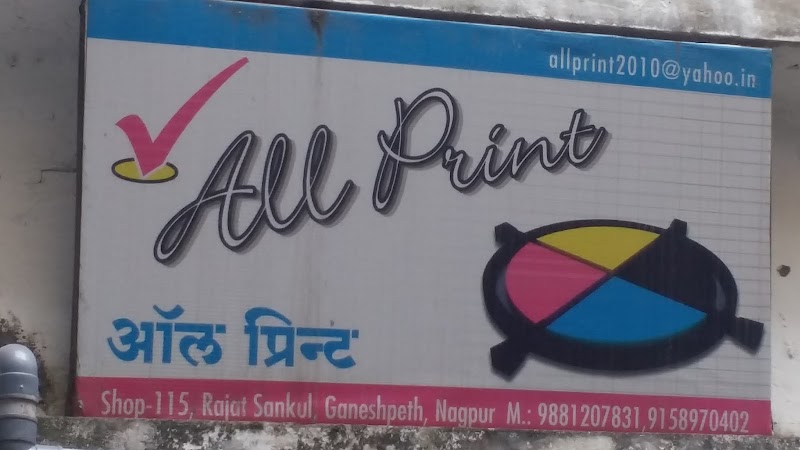 allprint2010@yahoo.in
All Print
ऑल प्रिन्ट
Shop-115, Rajat Sankul, Ganeshpeth, Nagpur M.: 9881207831,9158970402